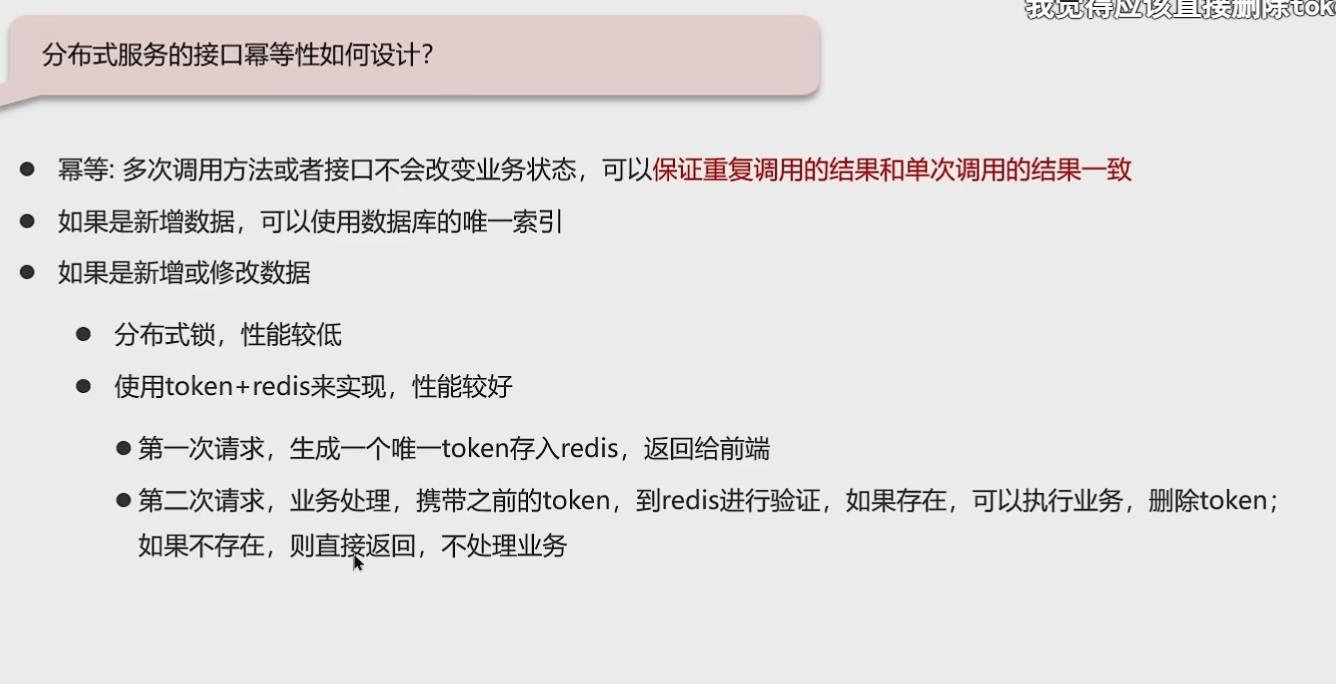 我觉得应该直接删除tok
分布式服务的接口幂等性如何设计？
幂等: 多次调用方法或者接口不会改变业务状态，可以保证重复调用的结果和单次调用的结果一致
如果是新增数据，可以使用数据库的唯一索引
如果是新增或修改数据
分布式锁，性能较低
使用token+redis来实现，性能较好
第一次请求，生成一个唯一token存入redis，返回给前端
第二次请求，业务处理，携带之前的token，到redis进行验证，如果存在，可以执行业务，删除token；
如果不存在，则直接返回，不处理业务